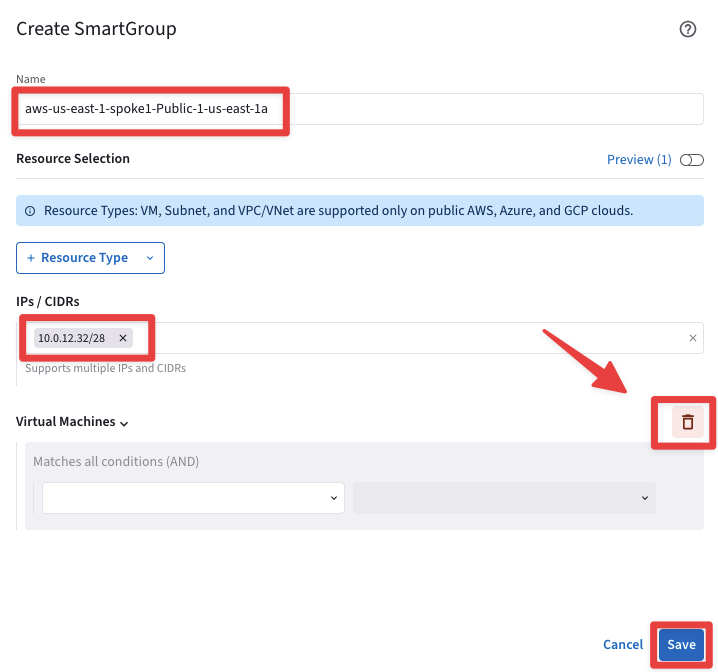 Create SmartGroup
Name
aws-us-east-1-spoke1-Public-1-us-east-1a
Resource Selection
Preview (1)
Resource Types: VM, Subnet, and VPC/VNet are supported only on public AWS, Azure, and GCP clouds.
+ Resource Type
IPs / CIDRs
10.0.12.32/28
Supports multiple IPs and CIDRs
Virtual Machines
Matches all conditions (AND)
Cancel
Save